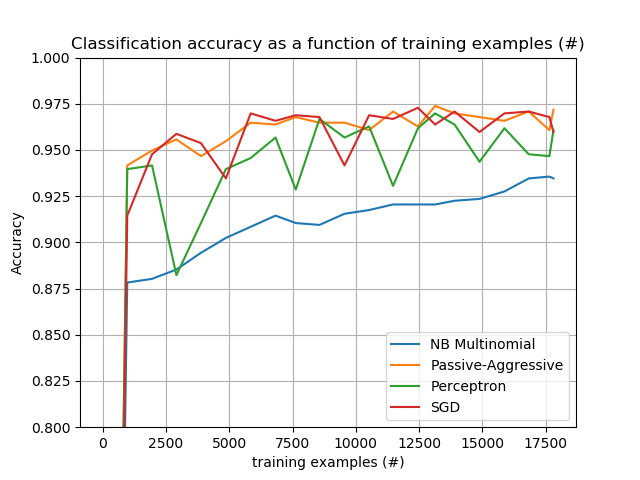 Classification accuracy as a function of training examples (#)
1.000
0.975
0.950
0.925
0.900
0.875
0.850
0.825
0.800
Accuracy
NB Multinomial
Passive-Aggressive
Perceptron
SGD
0 2500 5000 7500 10000 12500 15000 17500
training examples (#)